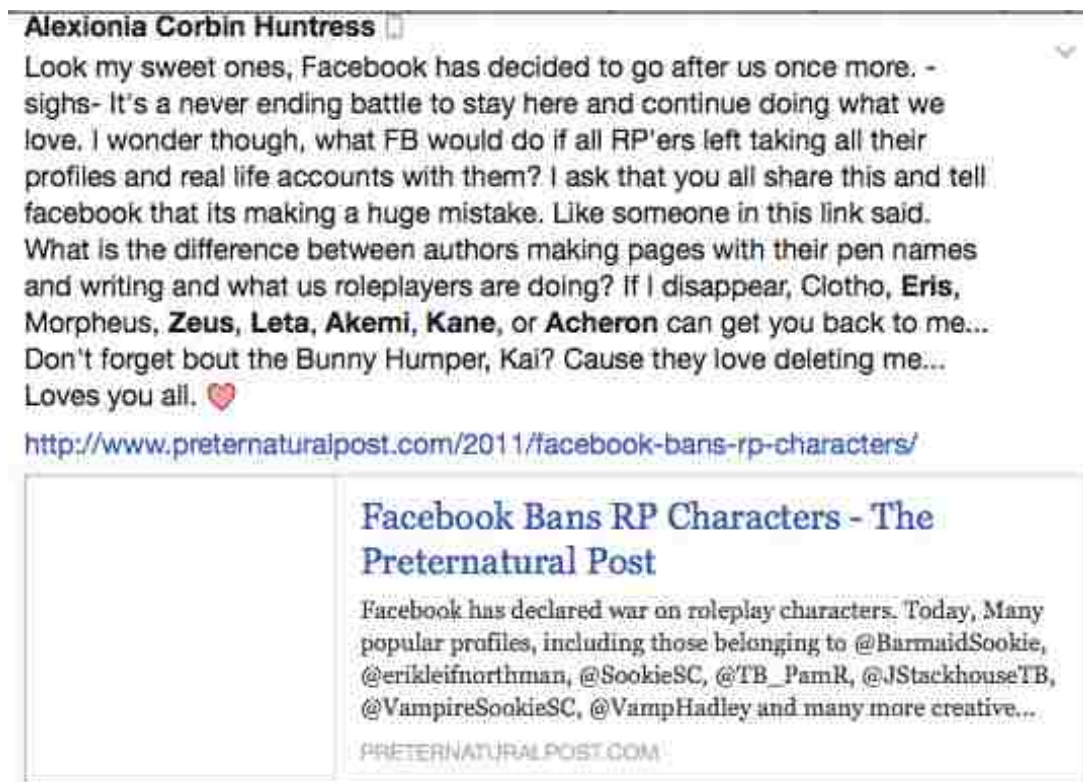 Alexionia Corbin Huntress
Look my sweet ones, Facebook has decided to go after us once more. -
sighs- It's a never ending battle to stay here and continue doing what we
love. I wonder though, what FB would do if all RP'ers left taking all their
profiles and real life accounts with them? I ask that you all share this and tell
facebook that its making a huge mistake. Like someone in this link said.
What is the difference between authors making pages with their pen names
and writing and what us roleplayers are doing? If I disappear, Clotho, Eris,
Morpheus, Zeus, Leta, Akemi, Kane, or Acheron can get you back to me...
Don't forget bout the Bunny Humper, Kai? Cause they love deleting me...
Loves you all.
http://www.preternaturalpost.com/2011/facebook-bans-rp-characters/
Facebook Bans RP Characters - The
Preternatural Post
Facebook has declared war on roleplay characters. Today, Many
popular profiles, including those belonging to @BarmaidSookie,
@erikleifnorthman, @SookieSC, @TB_PamR, @JStackhouseTB,
@VampireSookieSC, @VampHadley and many more creative...
PRETERNATURALPOST.COM